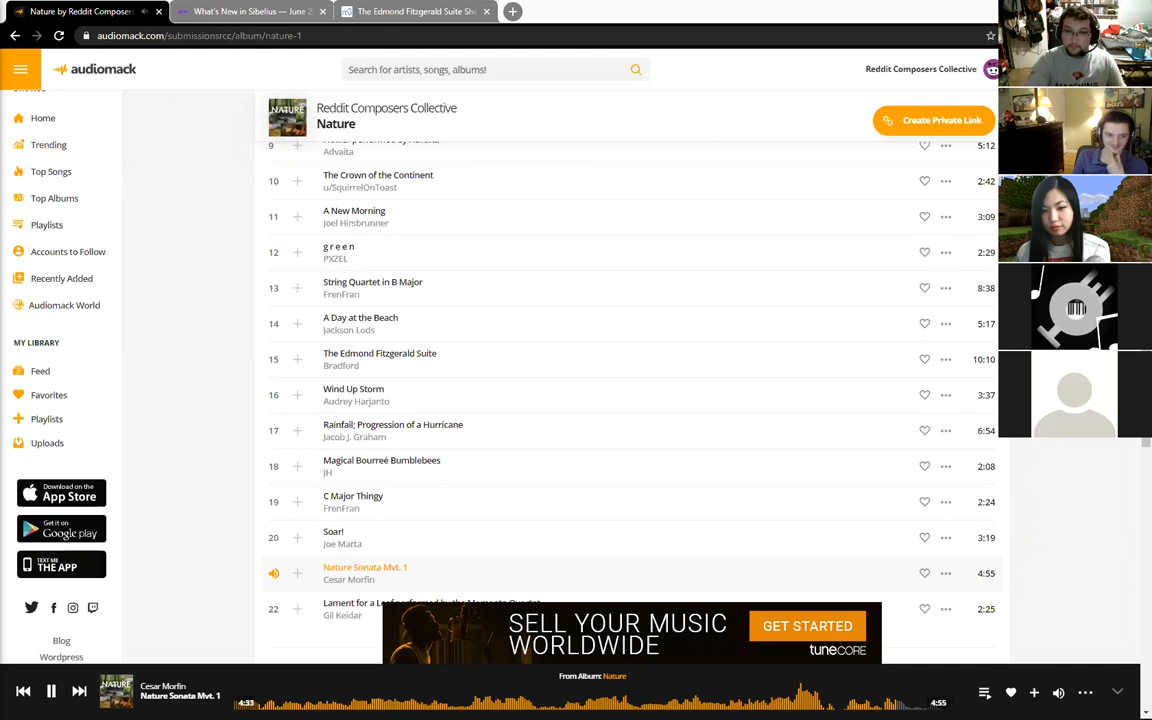 Nature by Reddit Composers
What's New in Sibelius — June 2
The Edmond Fitzgerald Suite She
audiomack.com/submissionsrcc/album/nature-1
audiomack
Search for artists, songs, albums!
Reddit Composers Collective
Reddit Composers Collective
Nature
Create Private Link
Home
Trending
Top Songs
Top Albums
Playlists
Accounts to Follow
Recently Added
Audiomack World
MY LIBRARY
Feed
Favorites
Playlists
Uploads
Download on the
App Store
Get it on
Google play
TEXT ME
THE APP
Blog
Wordpress
9 5:12
Advaita
10 The Crown of the Continent 2:42
u/SquirrelOnToast
11 A New Morning 3:09
Joel Hirsbrunner
12 g r e e n 2:29
PXZEL
13 String Quartet in B Major 8:38
FrenFran
14 A Day at the Beach 5:17
Jackson Lods
15 The Edmond Fitzgerald Suite 10:10
Bradford
16 Wind Up Storm 3:37
Audrey Harjanto
17 Rainfall; Progression of a Hurricane 6:54
Jacob J. Graham
18 Magical Bourreé Bumblebees 2:08
JH
19 C Major Thingy 2:24
FrenFran
20 Soar! 3:19
Joe Marta
Nature Sonata Mvt. 1 4:55
Cesar Morfin
22 Lament for a Leaf performed by the Momenta Quartet 2:25
Gil Keidar
SELL YOUR MUSIC
WORLDWIDE
GET STARTED
tunecore
From Album: Nature
NATURE
Cesar Morfin
Nature Sonata Mvt. 1
4:33
4:55